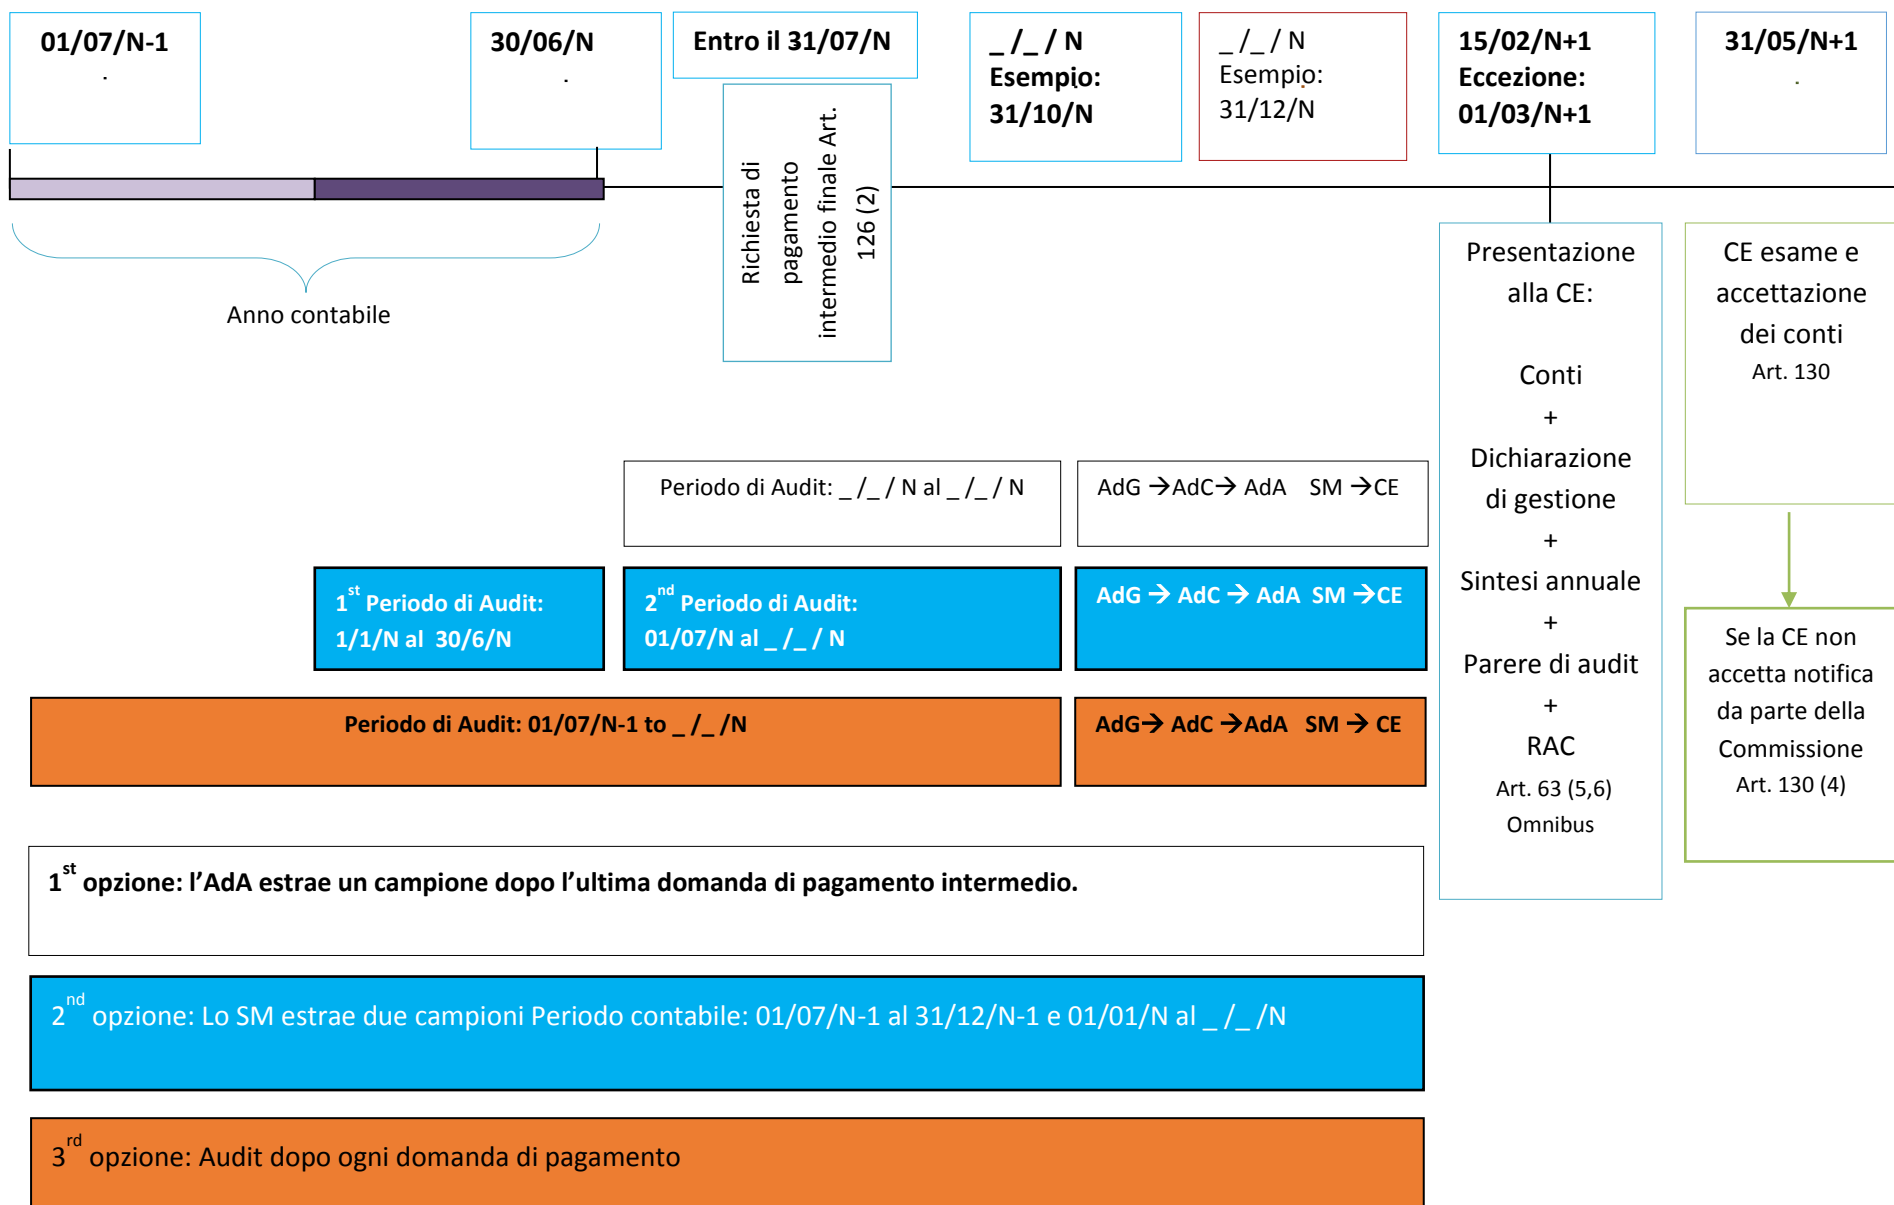 01/07/N-1
.
30/06/N
.
Entro il 31/07/N
_ /_ / N
Esempio:
31/10/N
_ /_ / N
Esempio:
31/12/N
15/02/N+1
Eccezione:
01/03/N+1
31/05/N+1
.
Richiesta di
pagamento
intermedio finale Art.
126 (2)
Anno contabile
Presentazione
alla CE:
Conti
+
Dichiarazione
di gestione
+
Sintesi annuale
+
Parere di audit
+
RAC
Art. 63 (5,6)
Omnibus
CE esame e
accettazione
dei conti
Art. 130
Se la CE non
accetta notifica
da parte della
Commissione
Art. 130 (4)
Periodo di Audit: _ /_ / N al _ /_ / N
AdG →AdC→ AdA SM →CE
1st Periodo di Audit:
1/1/N al 30/6/N
2nd Periodo di Audit:
01/07/N al _ /_ / N
AdG → AdC → AdA SM →CE
Periodo di Audit: 01/07/N-1 to _ /_ /N
AdG→ AdC →AdA SM → CE
1st opzione: l’AdA estrae un campione dopo l’ultima domanda di pagamento intermedio.
2nd opzione: Lo SM estrae due campioni Periodo contabile: 01/07/N-1 al 31/12/N-1 e 01/01/N al _ /_ /N
3rd opzione: Audit dopo ogni domanda di pagamento